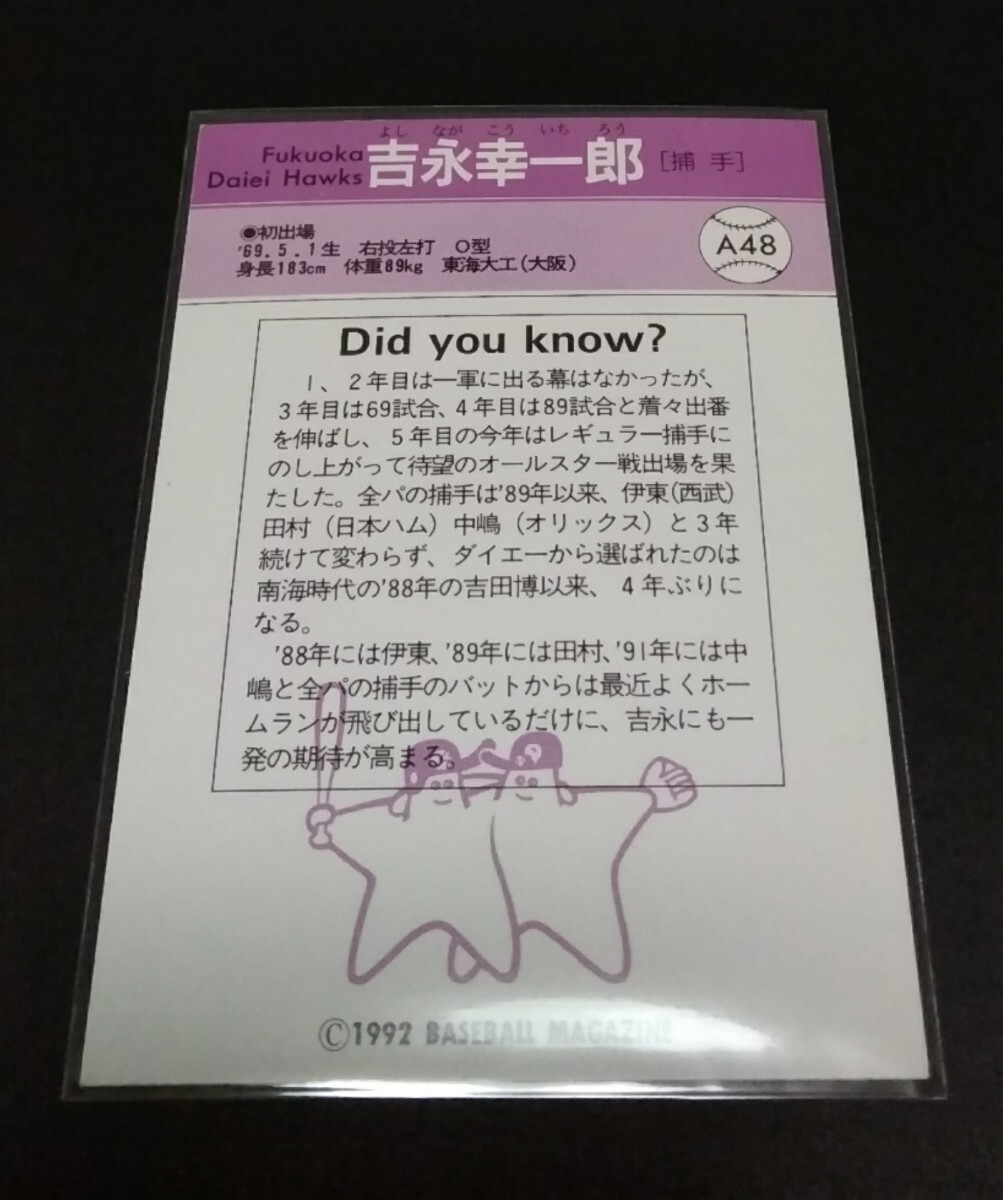 よし なが こう いち ろう
Fukuoka
Daiei Hawks 吉永幸一郎 [捕手]
●初出場
'69.5.1生 右投左打 O型
身長183cm 体重89kg 東海大工(大阪)
A48
Did you know?
1、2年目は一軍に出る幕はなかったが、
3年目は69試合、4年目は89試合と着々出番
を伸ばし、5年目の今年はレギュラー捕手に
のし上がって待望のオールスター戦出場を果
たした。全パの捕手は'89年以来、伊東(西武)
田村(日本ハム)中嶋(オリックス)と3年
続けて変わらず、ダイエーから選ばれたのは
南海時代の'88年の吉田博以来、4年ぶりに
なる。
'88年には伊東、'89年には田村、'91年には中
嶋と全パの捕手のバットからは最近よくホー
ムランが飛び出しているだけに、吉永にも一
発の期待が高まる。
©1992 BASEBALL MAGAZINE